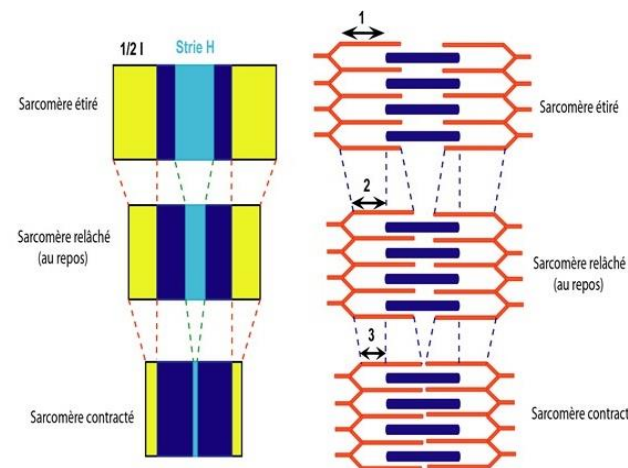 1/2 I
Strie H
Sarcomère étiré
Sarcomère relâché
(au repos)
Sarcomère contracté
1
Sarcomère étiré
2
Sarcomère relâché
(au repos)
3
Sarcomère contract